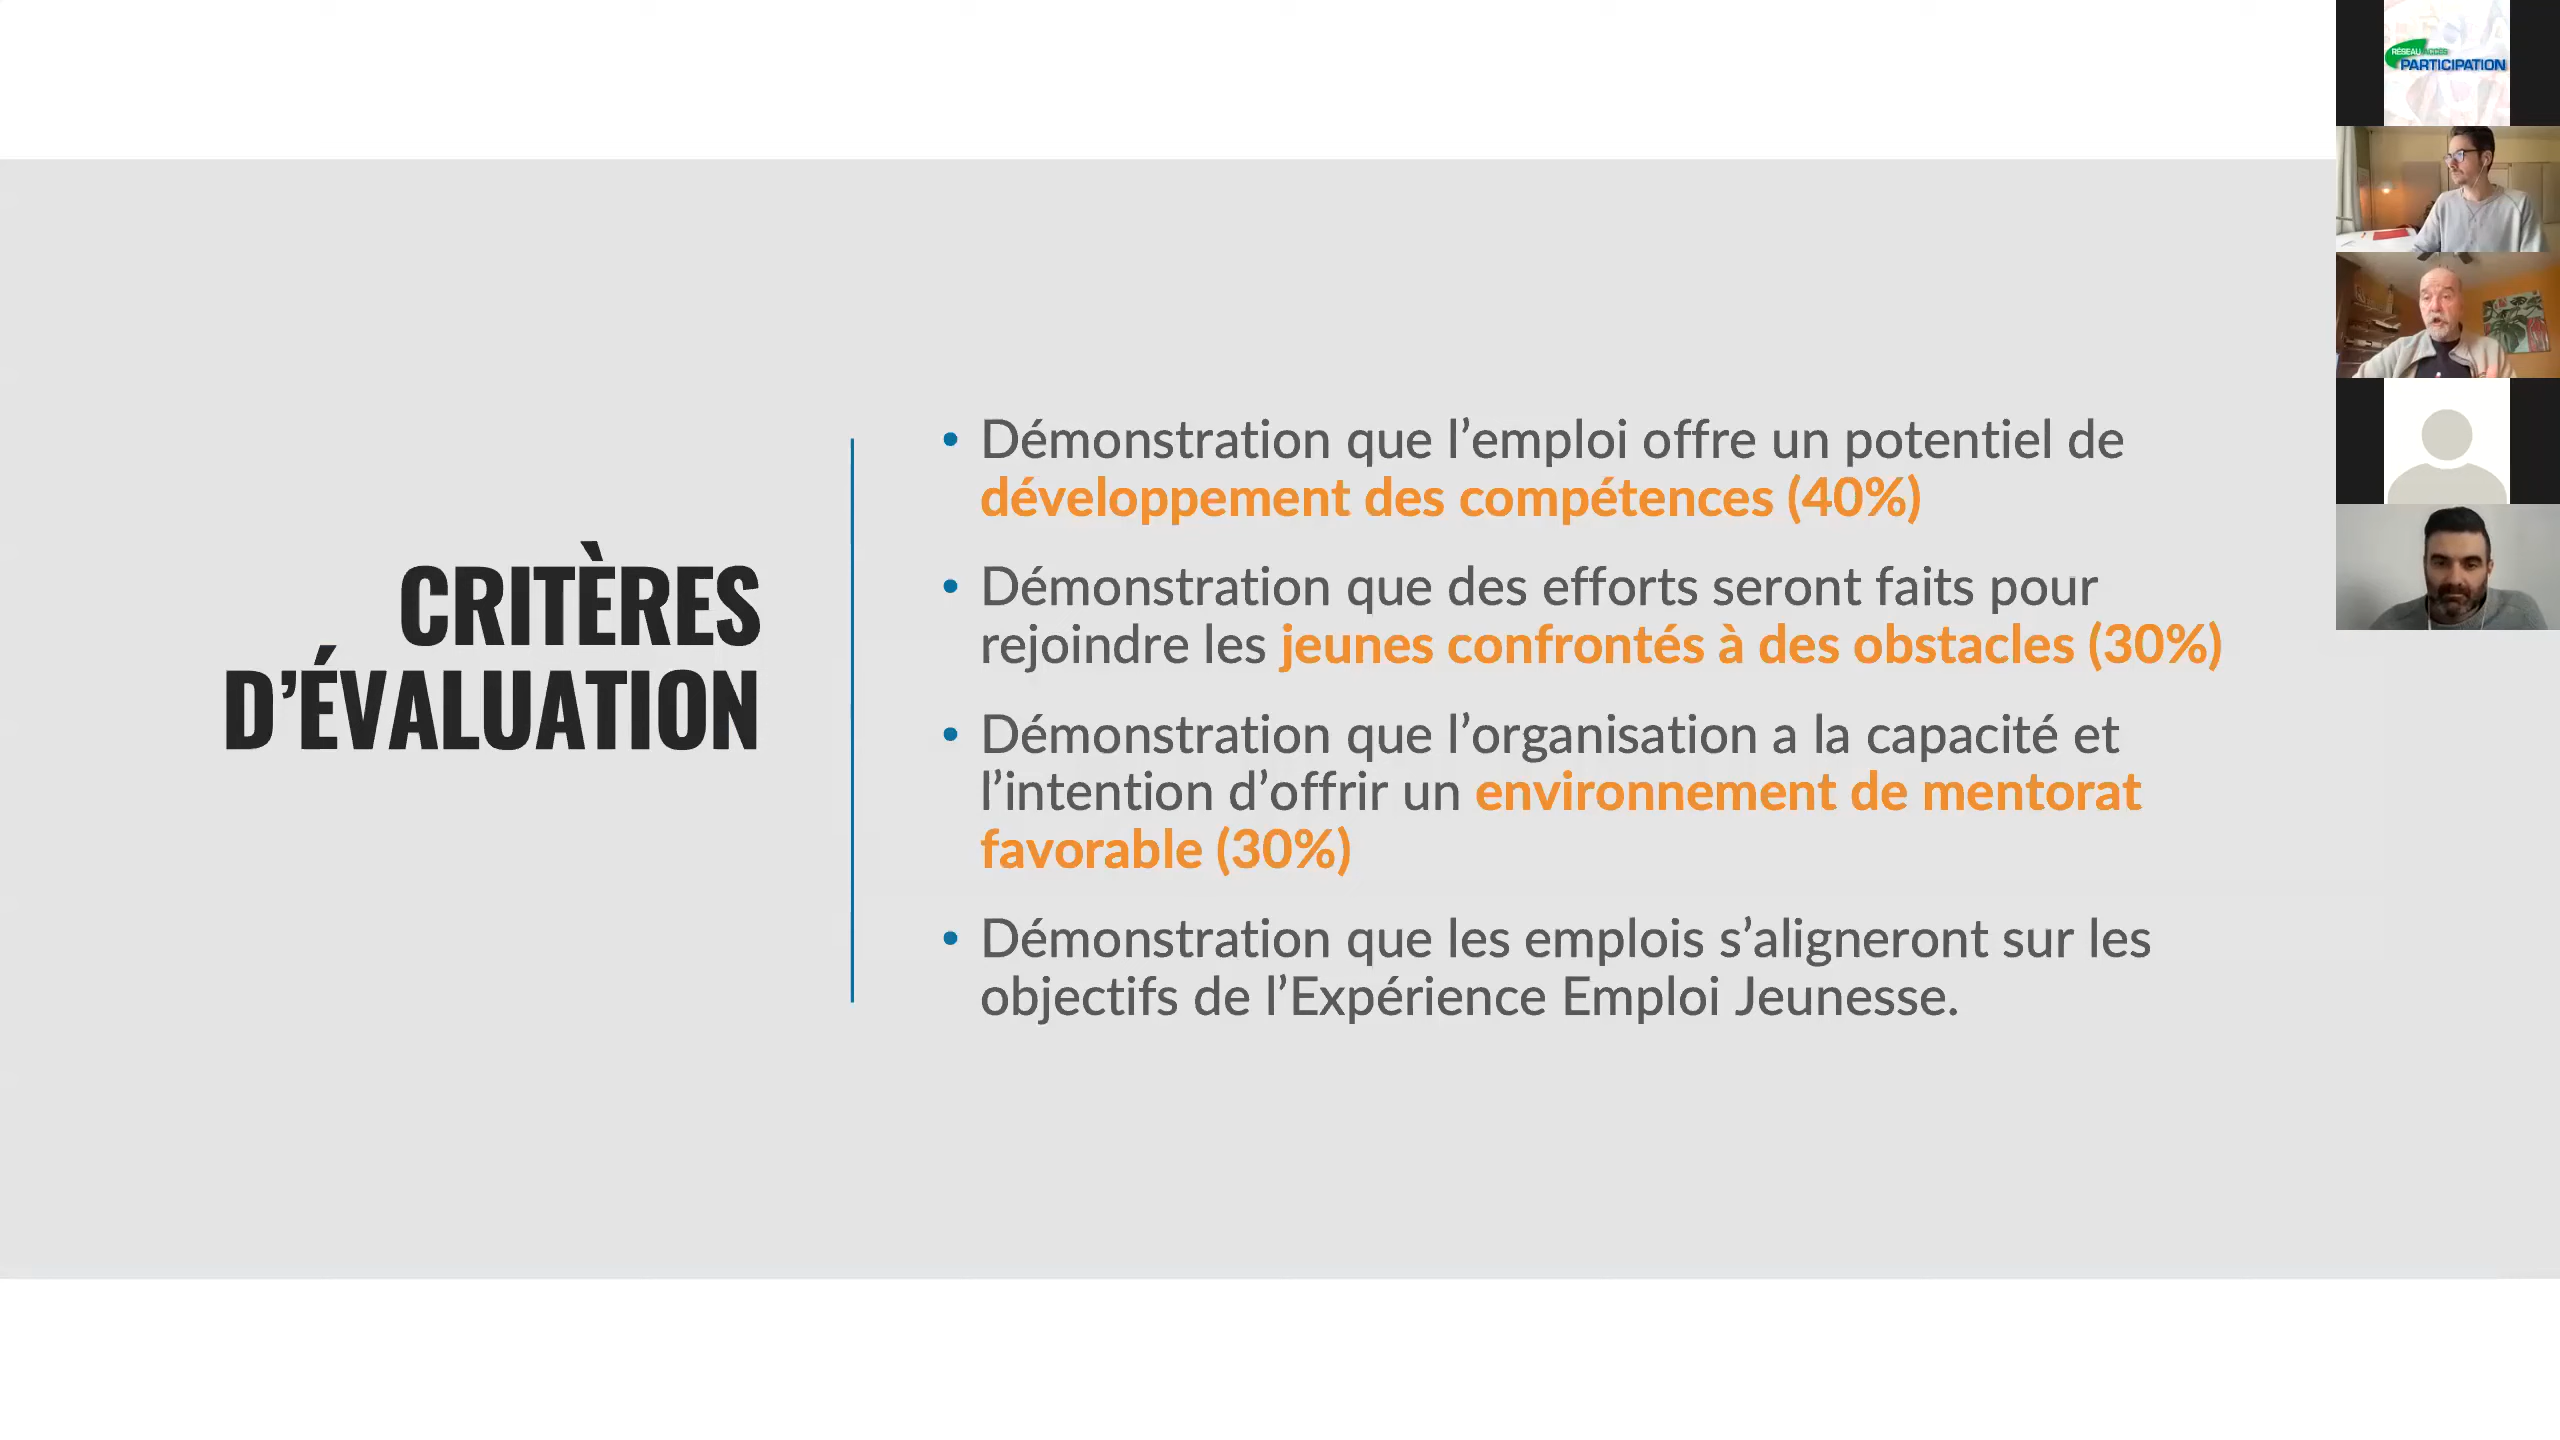 CRITÈRES
D’ÉVALUATION
• Démonstration que l’emploi offre un potentiel de
développement des compétences (40%)
• Démonstration que des efforts seront faits pour
rejoindre les jeunes confrontés à des obstacles (30%)
• Démonstration que l’organisation a la capacité et
l’intention d’offrir un environnement de mentorat
favorable (30%)
• Démonstration que les emplois s’aligneront sur les
objectifs de l’Expérience Emploi Jeunesse.
RÉSEAU ACCÈS
PARTICIPATION